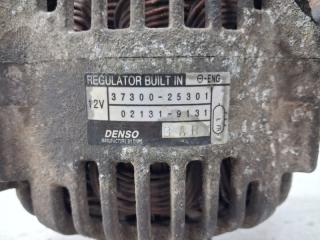 REGULATOR BUILT IN ⊖-ENG
12V
37300-25301
02131-9131
DENSO